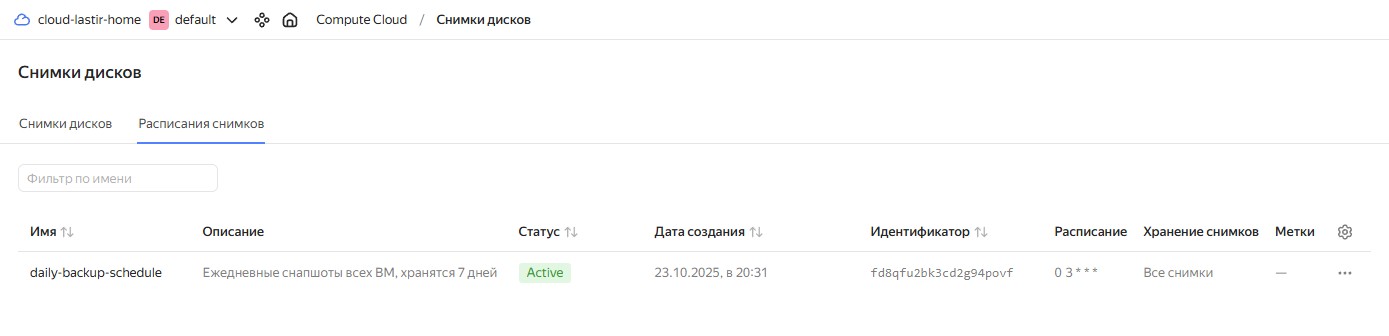 cloud-lastir-home DE default Compute Cloud / Снимки дисков
Снимки дисков
Снимки дисков Расписания снимков
Фильтр по имени
Имя Описание Статус Дата создания Идентификатор Расписание Хранение снимков Метки
daily-backup-schedule Ежедневные снапшоты всех ВМ, хранятся 7 дней Active 23.10.2025, в 20:31 fd8qfu2bk3cd2g94povf 0 3 * * * Все снимки —